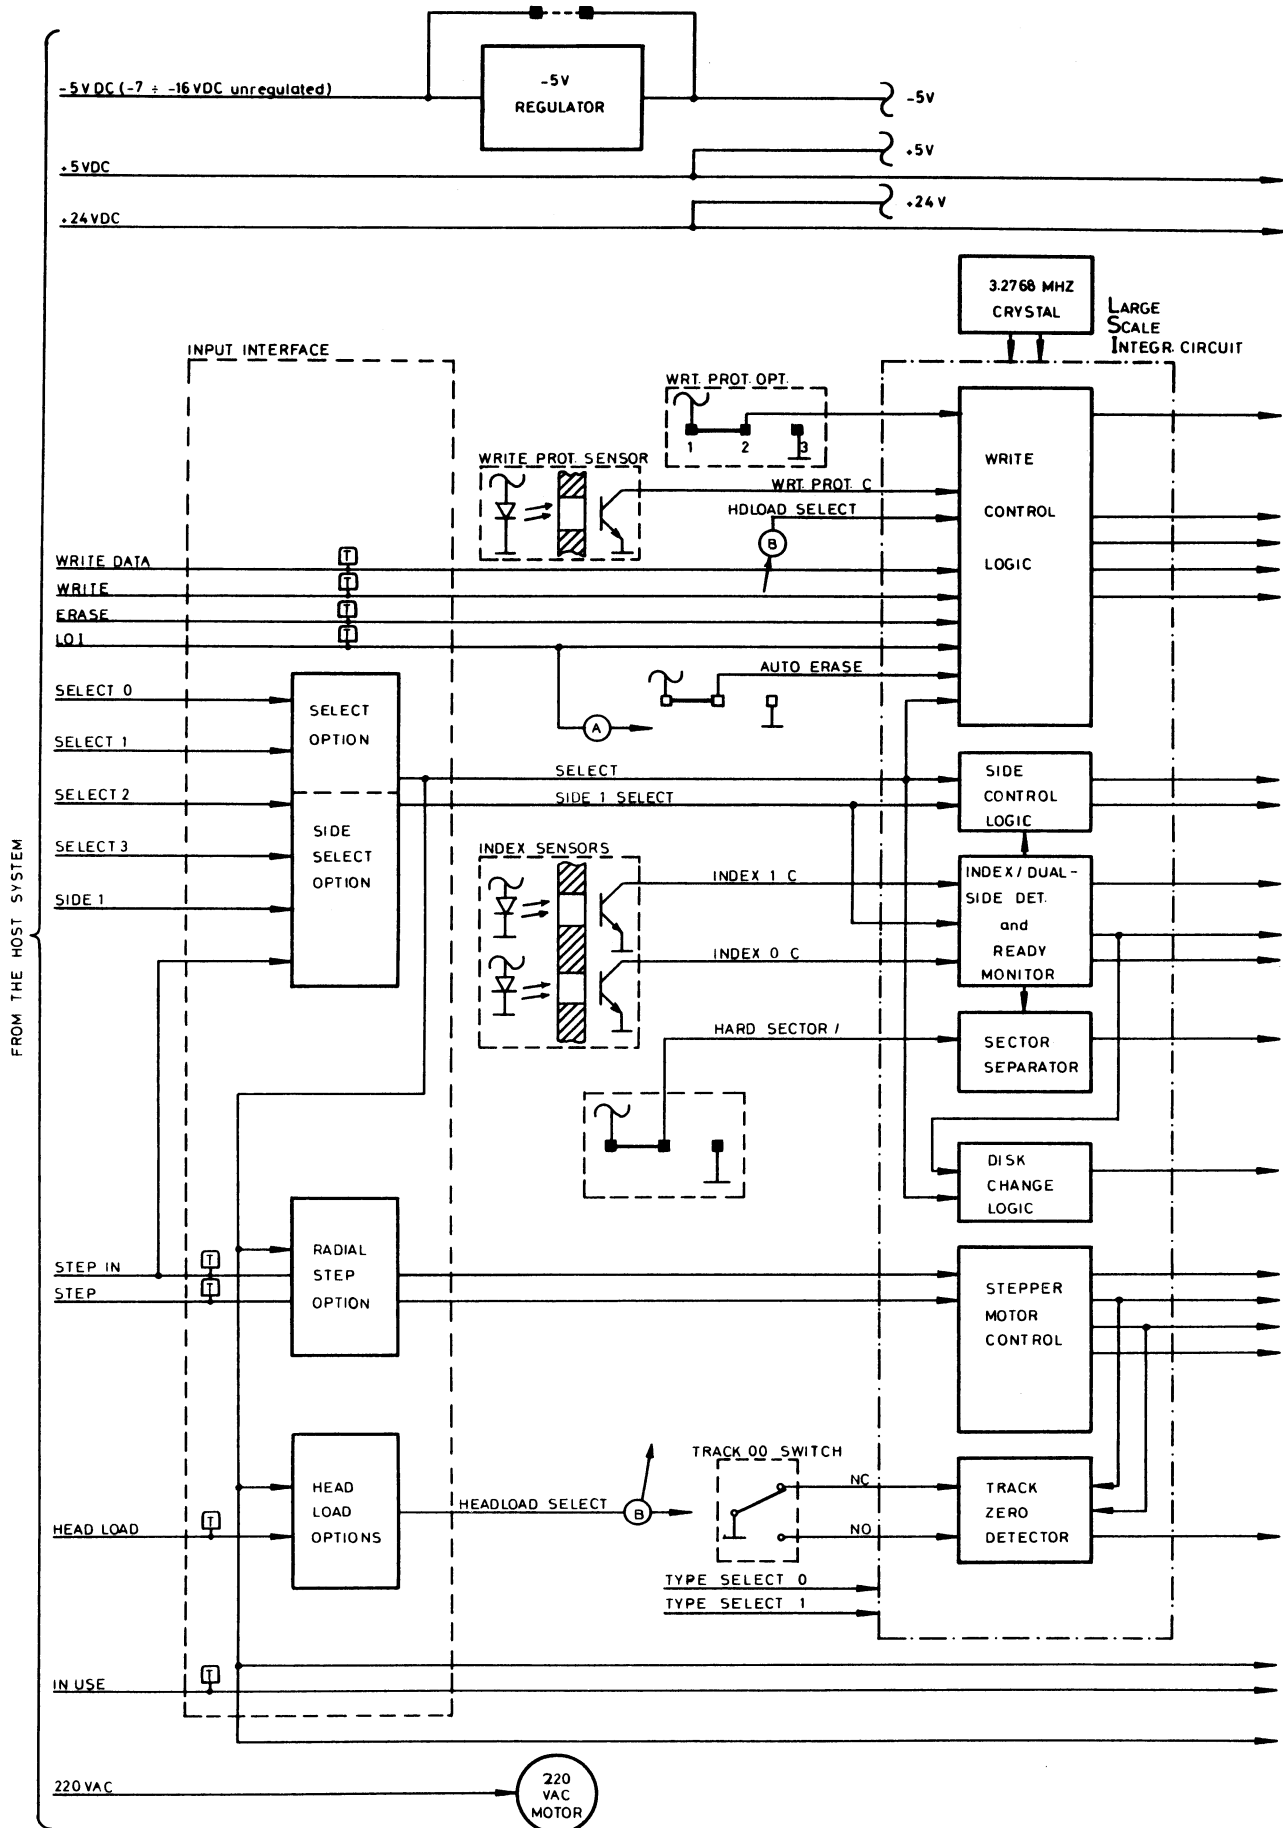 -5V DC (-7 ÷ -16 VDC unregulated)
-5V
REGULATOR
-5V
+5V
+5VDC
+24V
+24VDC
3.2768 MHZ
CRYSTAL
LARGE
SCALE
INTEGR. CIRCUIT
INPUT INTERFACE
WRT. PROT. OPT.
1 2 3
WRITE PROT. SENSOR
WRT. PROT. C
HDLOAD SELECT
B
WRITE
CONTROL
LOGIC
WRITE DATA
T
WRITE
T
ERASE
T
LOI
T
AUTO ERASE
A
SELECT 0
SELECT 1
SELECT 2
SELECT 3
SIDE 1
SELECT
OPTION
SIDE
SELECT
OPTION
SELECT
SIDE 1 SELECT
SIDE
CONTROL
LOGIC
FROM THE HOST SYSTEM
INDEX SENSORS
INDEX 1 C
INDEX 0 C
INDEX / DUAL-
SIDE DET.
and
READY
MONITOR
HARD SECTOR /
SECTOR
SEPARATOR
DISK
CHANGE
LOGIC
STEP IN
T
STEP
T
RADIAL
STEP
OPTION
STEPPER
MOTOR
CONTROL
HEAD LOAD
T
HEAD
LOAD
OPTIONS
HEADLOAD SELECT
B
TRACK 00 SWITCH
NC
NO
TRACK
ZERO
DETECTOR
TYPE SELECT 0
TYPE SELECT 1
IN USE
T
220 VAC
220
VAC
MOTOR